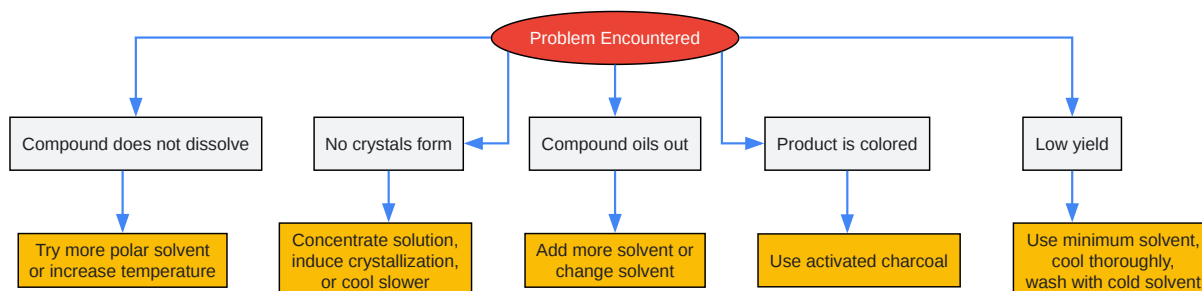 Problem Encountered
Compound does not dissolve
No crystals form
Compound oils out
Product is colored
Low yield
Try more polar solvent
or increase temperature
Concentrate solution,
induce crystallization,
or cool slower
Add more solvent or
change solvent
Use activated charcoal
Use minimum solvent,
cool thoroughly,
wash with cold solvent